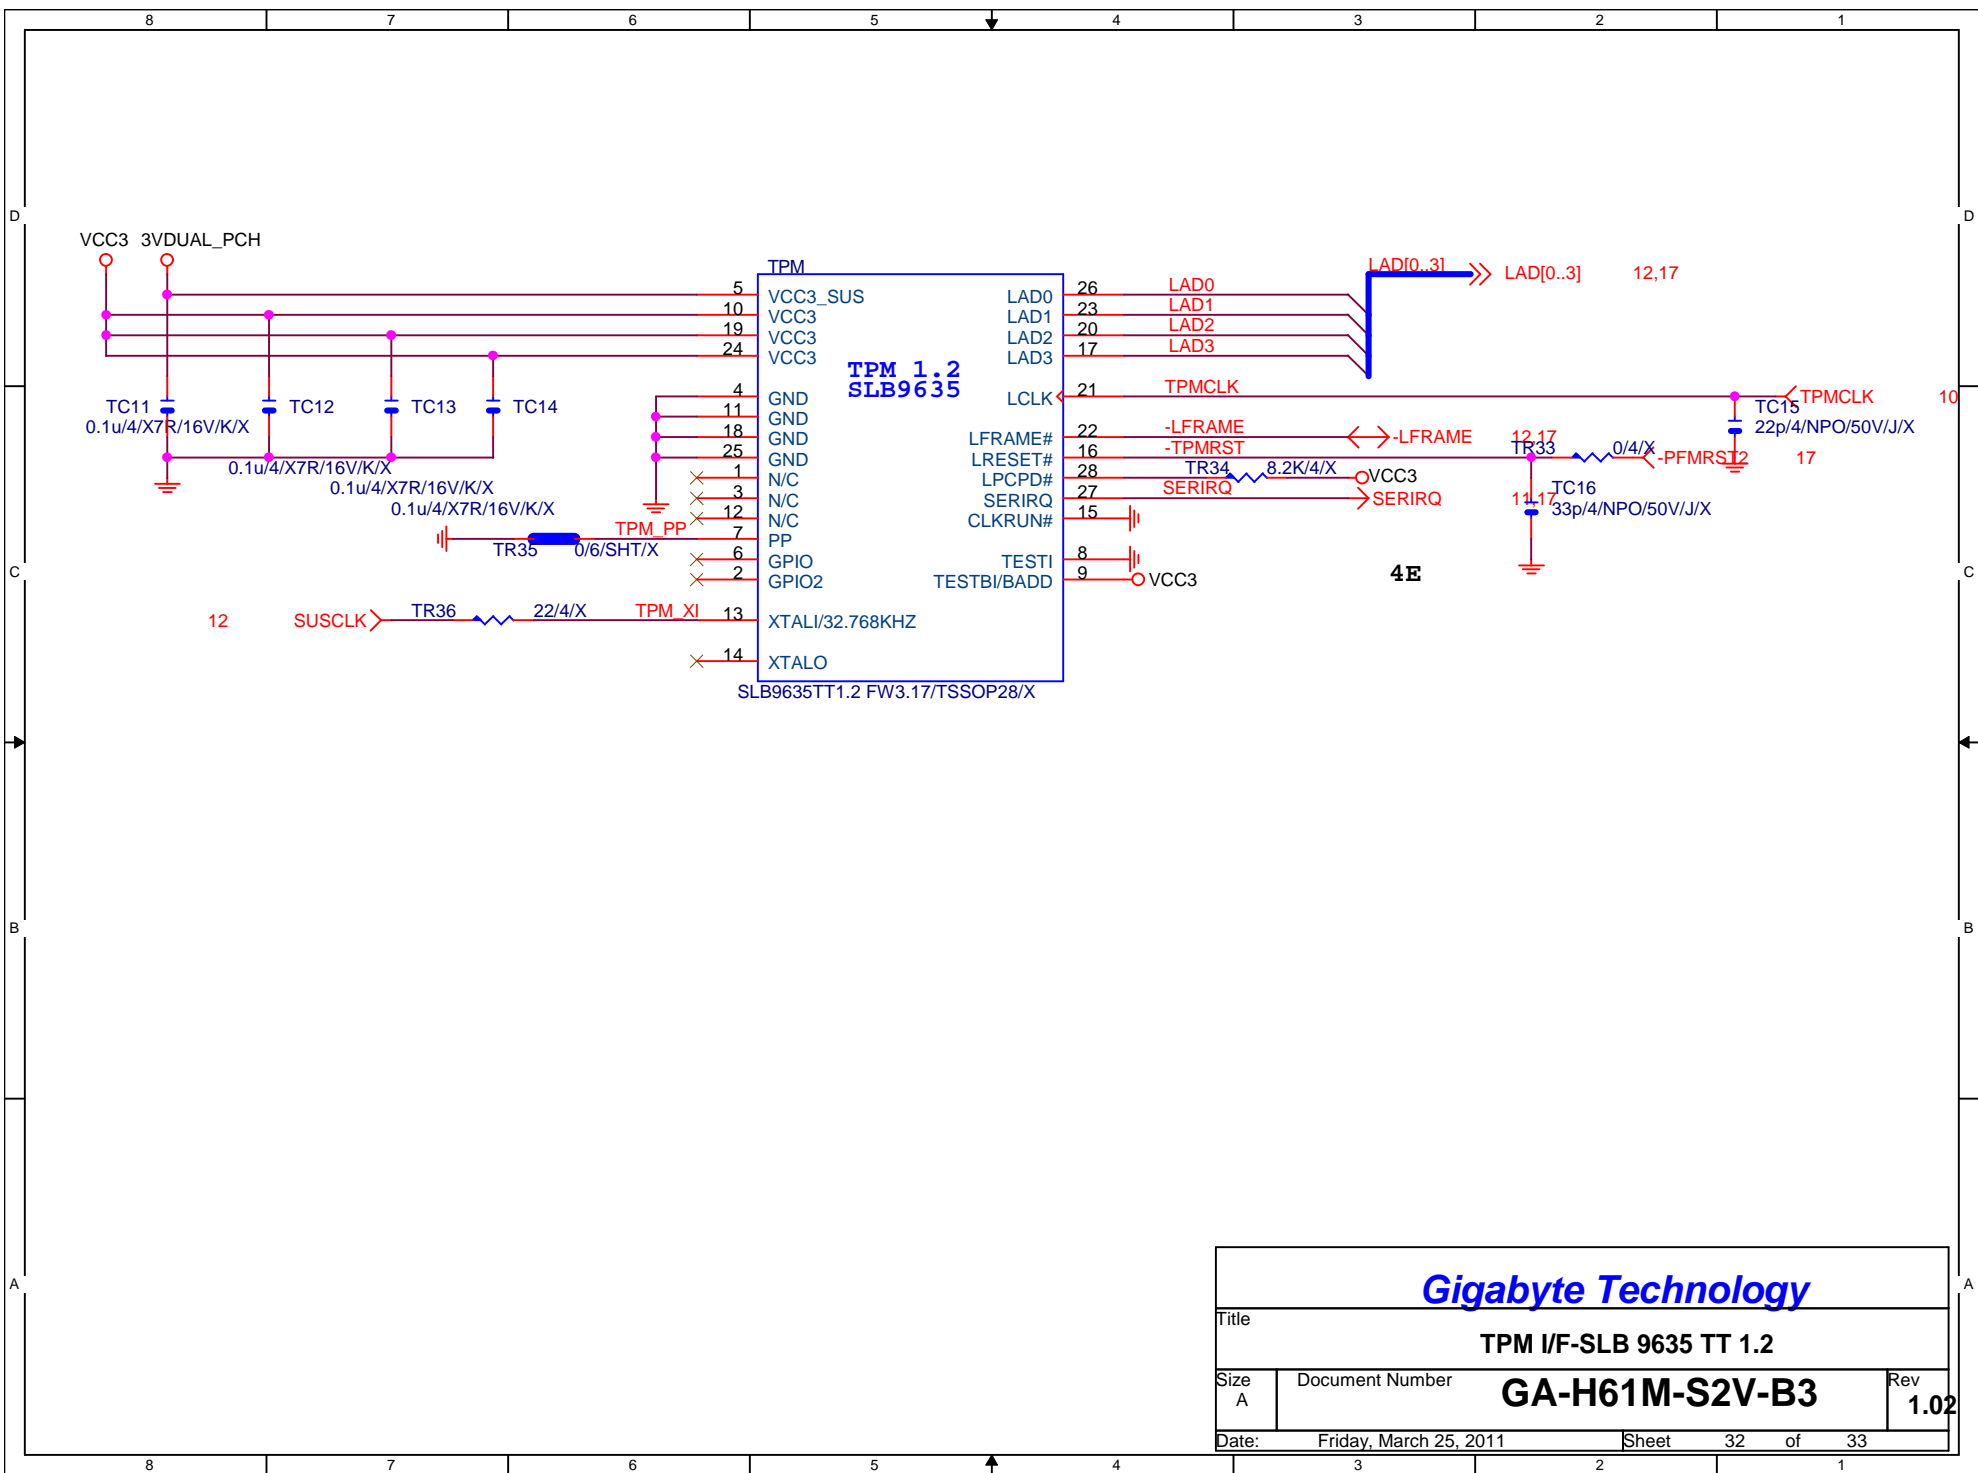 8 7 6 5 4 3 2 1
D D
VCC3 3VDUAL_PCH
TPM
LAD[0..3] LAD[0..3] 12,17
5 VCC3_SUS LAD0 26 LAD0
10 VCC3 LAD1 23 LAD1
19 VCC3 LAD2 20 LAD2
24 VCC3 LAD3 17 LAD3
TPM 1.2
SLB9635
4 GND LCLK 21 TPMCLK TPMCLK 10
TC11 TC12 TC13 TC14
0.1u/4/X7R/16V/K/X
TC15
22p/4/NPO/50V/J/X
11 GND
18 GND LFRAME# 22 -LFRAME -LFRAME 12,17
25 GND LRESET# 16 -TPMRST TR33 0/4/X -PFMRST2 17
0.1u/4/X7R/16V/K/X
1 N/C LPCPD# 28 TR34 8.2K/4/X VCC3
0.1u/4/X7R/16V/K/X
3 N/C SERIRQ 27 SERIRQ SERIRQ 11,17
0.1u/4/X7R/16V/K/X
TC16
33p/4/NPO/50V/J/X
12 N/C CLKRUN# 15
TR35 0/6/SHT/X TPM_PP 7 PP
6 GPIO TESTI 8
2 GPIO2 TESTBI/BADD 9 VCC3
4E
C C
12 SUSCLK TR36 22/4/X TPM_XI 13 XTALI/32.768KHZ
14 XTALO
SLB9635TT1.2 FW3.17/TSSOP28/X
B B
A A
Gigabyte Technology
Title
TPM I/F-SLB 9635 TT 1.2
Size
A
Document Number
GA-H61M-S2V-B3
Rev
1.02
Date: Friday, March 25, 2011 Sheet 32 of 33
8 7 6 5 4 3 2 1